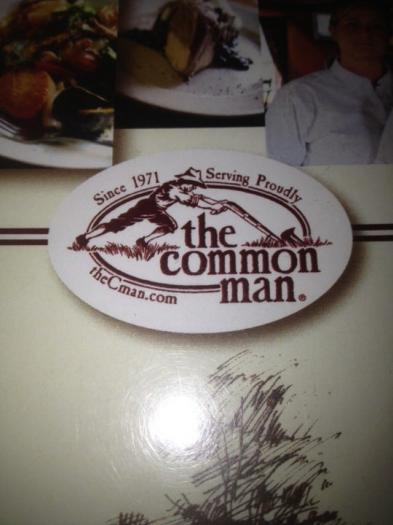 Since 1971 Serving Proudly
the
common
man®
theCman.com